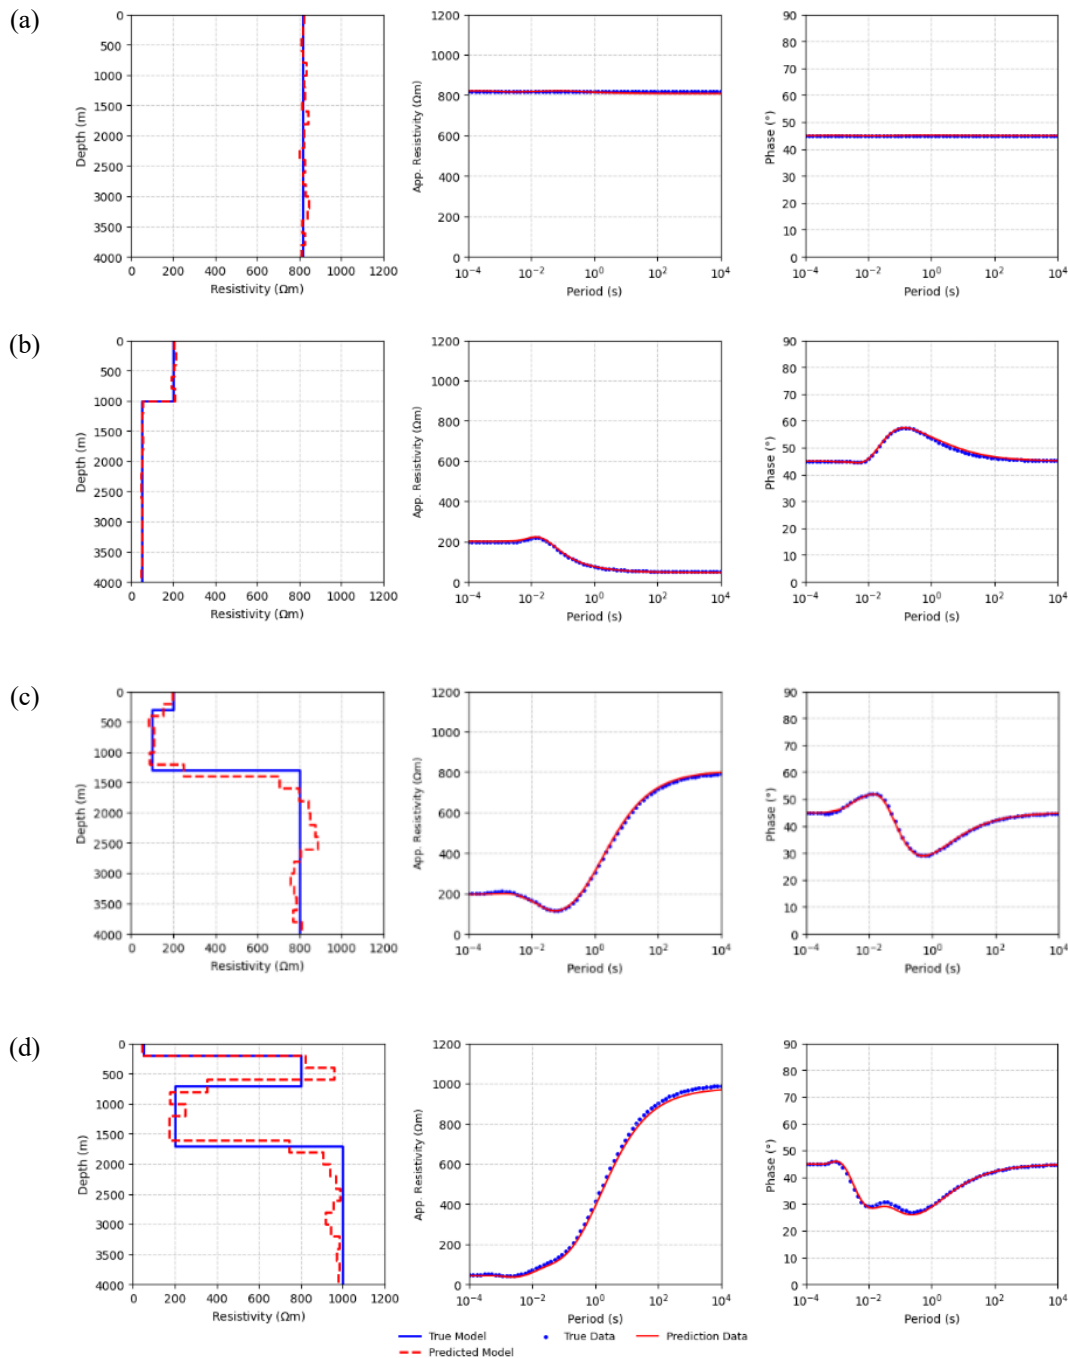 (a)
0
500
1000
1500
2000
2500
3000
3500
4000
Depth (m)
0 200 400 600 800 1000 1200
Resistivity (Ωm)
1200
1000
800
600
400
200
0
App. Resistivity (Ωm)
10⁻⁴ 10⁻² 10⁰ 10² 10⁴
Period (s)
90
80
70
60
50
40
30
20
10
0
Phase (°)
10⁻⁴ 10⁻² 10⁰ 10² 10⁴
Period (s)
(b)
0
500
1000
1500
2000
2500
3000
3500
4000
Depth (m)
0 200 400 600 800 1000 1200
Resistivity (Ωm)
1200
1000
800
600
400
200
0
App. Resistivity (Ωm)
10⁻⁴ 10⁻² 10⁰ 10² 10⁴
Period (s)
90
80
70
60
50
40
30
20
10
0
Phase (°)
10⁻⁴ 10⁻² 10⁰ 10² 10⁴
Period (s)
(c)
0
500
1000
1500
2000
2500
3000
3500
4000
Depth (m)
0 200 400 600 800 1000 1200
Resistivity (Ωm)
1200
1000
800
600
400
200
0
App. Resistivity (Ωm)
10⁻⁴ 10⁻² 10⁰ 10² 10⁴
Period (s)
90
80
70
60
50
40
30
20
10
0
Phase (°)
10⁻⁴ 10⁻² 10⁰ 10² 10⁴
Period (s)
(d)
0
500
1000
1500
2000
2500
3000
3500
4000
Depth (m)
0 200 400 600 800 1000 1200
Resistivity (Ωm)
1200
1000
800
600
400
200
0
App. Resistivity (Ωm)
10⁻⁴ 10⁻² 10⁰ 10² 10⁴
Period (s)
90
80
70
60
50
40
30
20
10
0
Phase (°)
10⁻⁴ 10⁻² 10⁰ 10² 10⁴
Period (s)
True Model True Data Prediction Data
Predicted Model